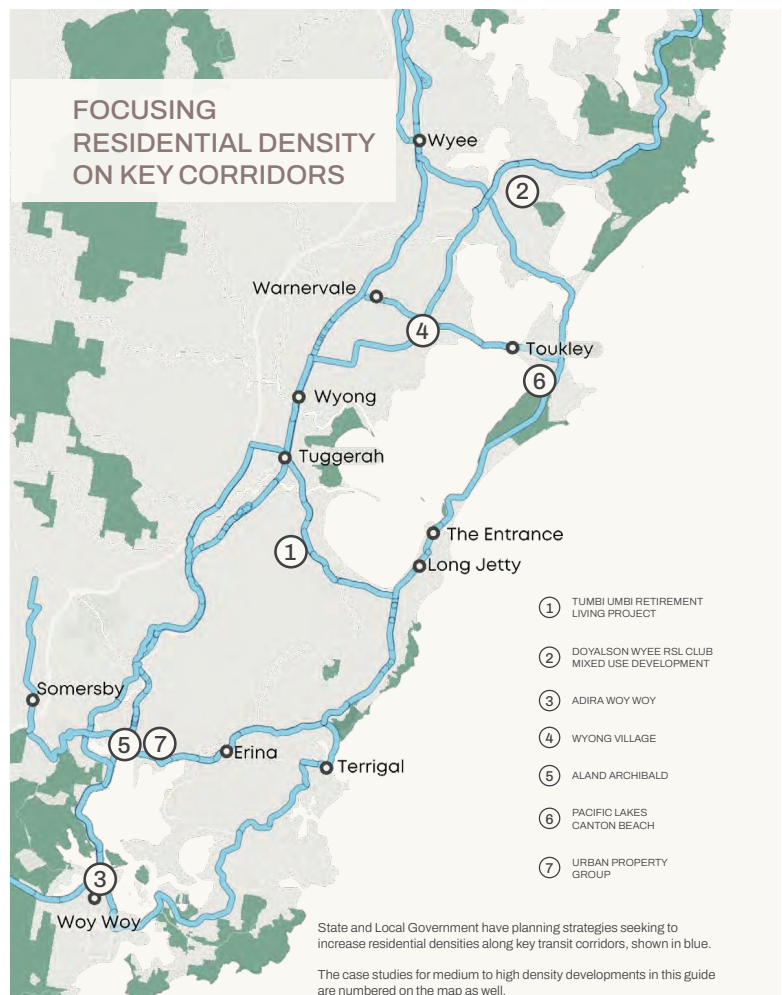 FOCUSING
RESIDENTIAL DENSITY
ON KEY CORRIDORS
Wyee
2
Warnervale
4
Toukley
6
Wyong
Tuggerah
The Entrance
1
Long Jetty
Somersby
5
7
Erina
Terrigal
3
Woy Woy
1 TUMBI UMBI RETIREMENT
LIVING PROJECT
2 DOYALSON WYEE RSL CLUB
MIXED USE DEVELOPMENT
3 ADIRA WOY WOY
4 WYONG VILLAGE
5 ALAND ARCHIBALD
6 PACIFIC LAKES
CANTON BEACH
7 URBAN PROPERTY
GROUP
State and Local Government have planning strategies seeking to
increase residential densities along key transit corridors, shown in blue.
The case studies for medium to high density developments in this guide
are numbered on the map as well.